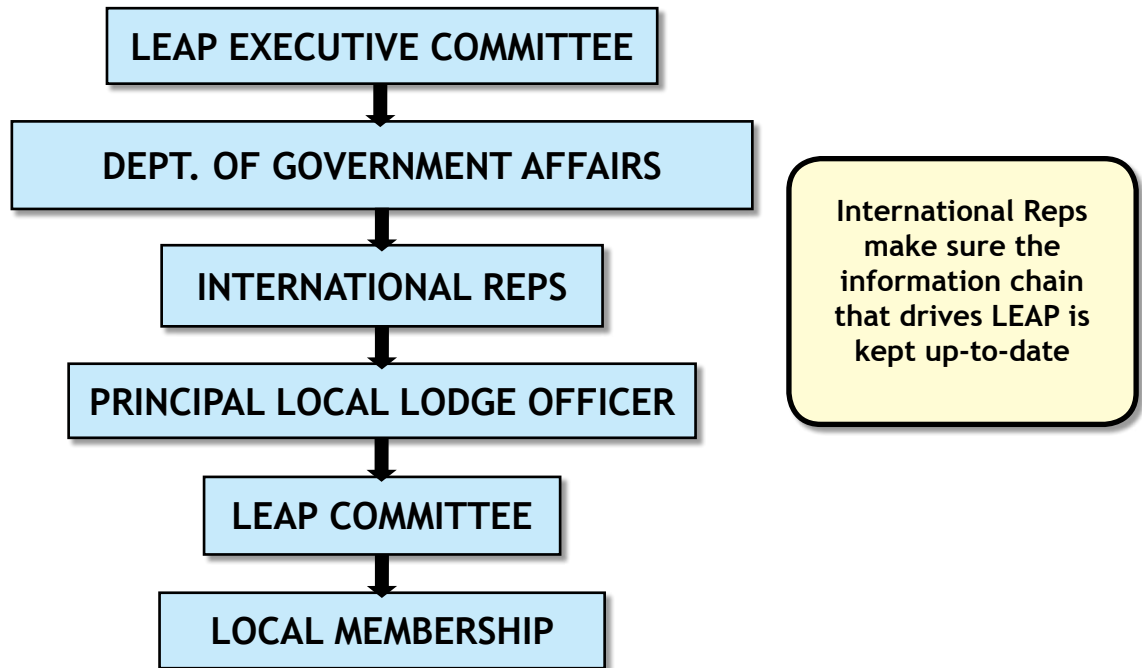 LEAP EXECUTIVE COMMITTEE
DEPT. OF GOVERNMENT AFFAIRS
INTERNATIONAL REPS
PRINCIPAL LOCAL LODGE OFFICER
LEAP COMMITTEE
LOCAL MEMBERSHIP
International Reps
make sure the
information chain
that drives LEAP is
kept up-to-date